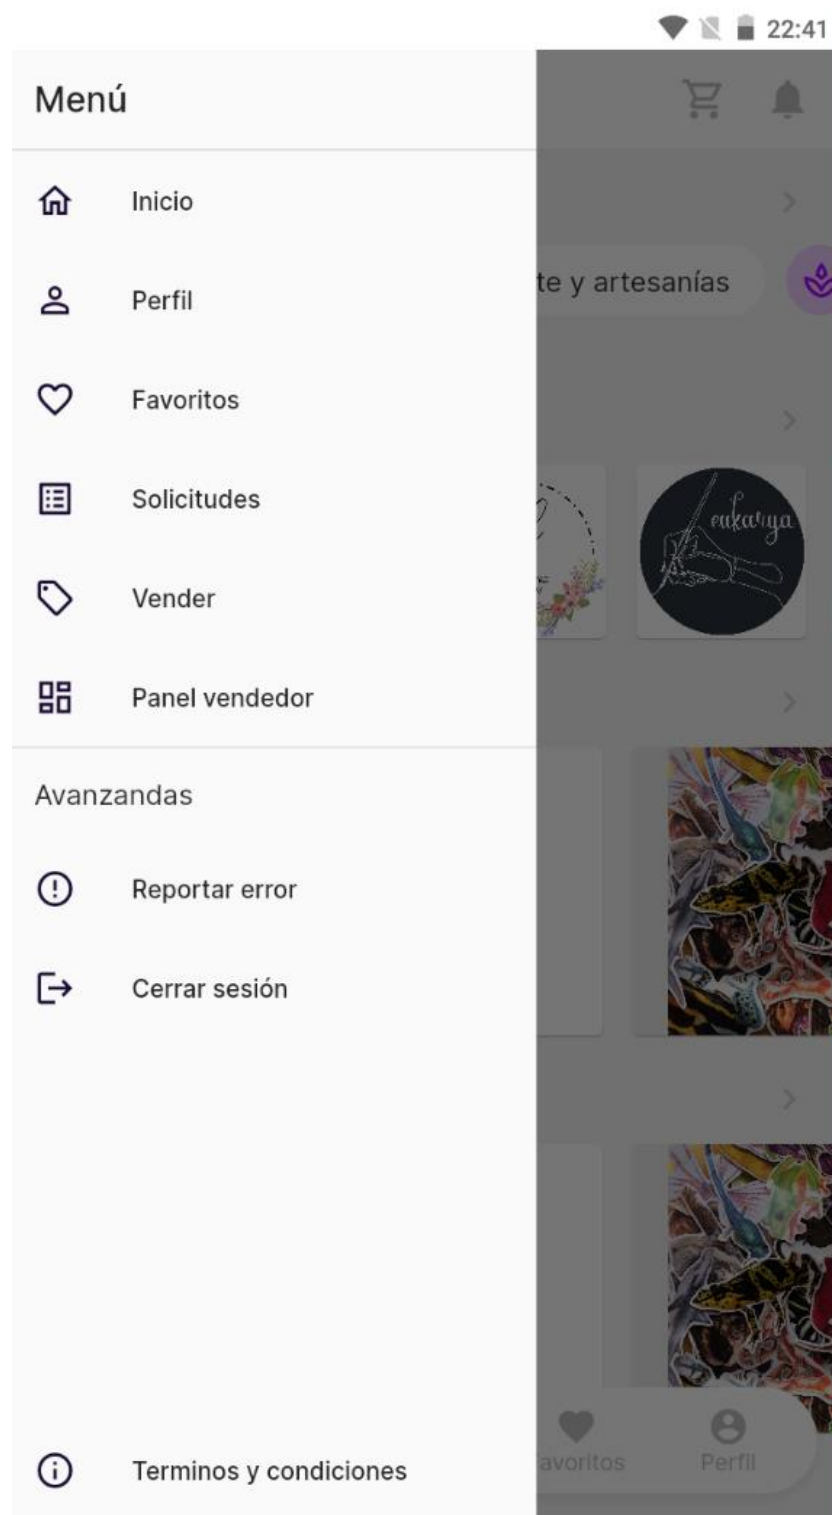 22:41
Menú
Inicio
Perfil
te y artesanías
Favoritos
Solicitudes
eukarya
Vender
Panel vendedor
Avanzandas
Reportar error
Cerrar sesión
avoritos
Perfil
Terminos y condiciones